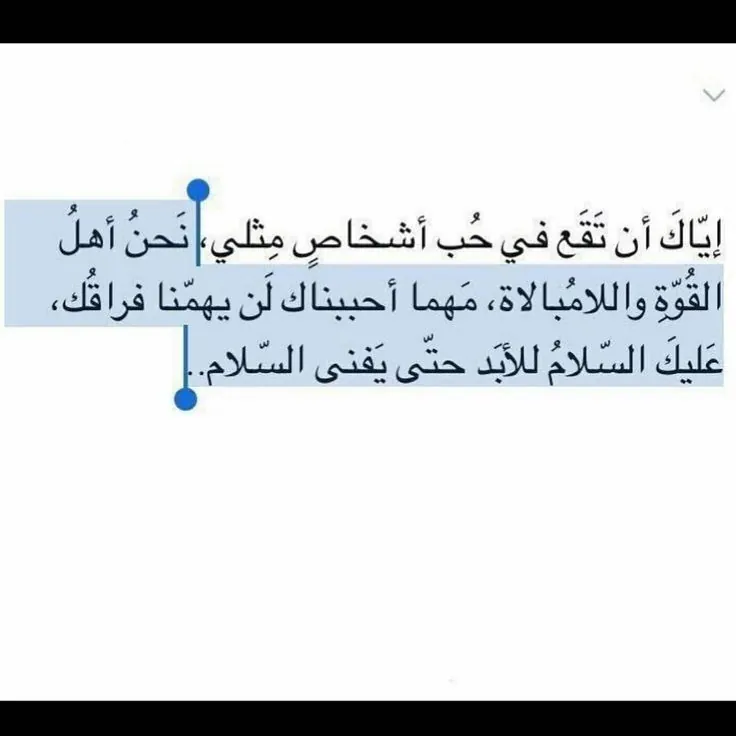 إيّاكَ أن تَقَع في حُب أشخاصٍ مِثلي، نَحنُ أهلُ
القُوّةِ واللامُبالاة، مَهما أحببناك لَن يهمّنا فراقُك،
عَليكَ السّلامُ للأبَد حتّى يَفنى السّلام..